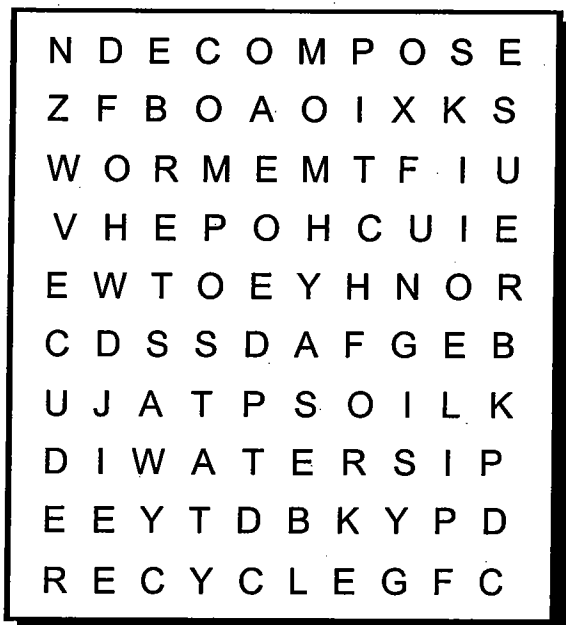 N D E C O M P O S E
Z F B O A O I X K S
W O R M E M T F I U
V H E P O H C U I E
E W T O E Y H N O R
C D S S D A F G E B
U J A T P S O I L K
D I W A T E R S I P
E E Y T D B K Y P D
R E C Y C L E G F C